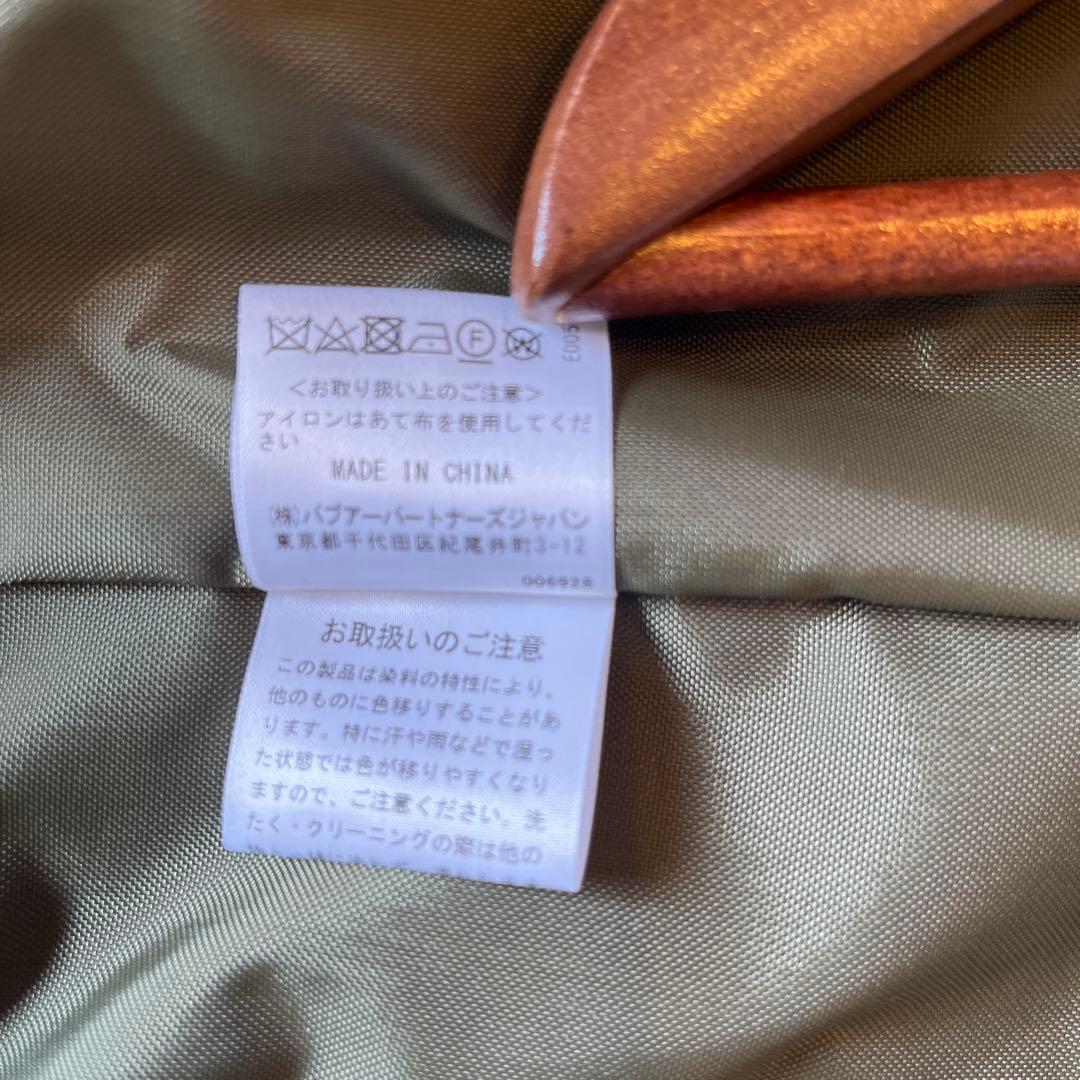 F
E005
<お取り扱い上のご注意>
アイロンはあて布を使用してくだ
さい
MADE IN CHINA
(株)バブアーパートナーズジャパン
東京都千代田区紀尾井町3-12
006928
お取扱いのご注意
この製品は染料の特性により、
他のものに色移りすることがあ
ります。特に汗や雨などで湿っ
た状態では色が移りやすくなり
ますので、ご注意ください。洗
たく・クリーニングの際は他の